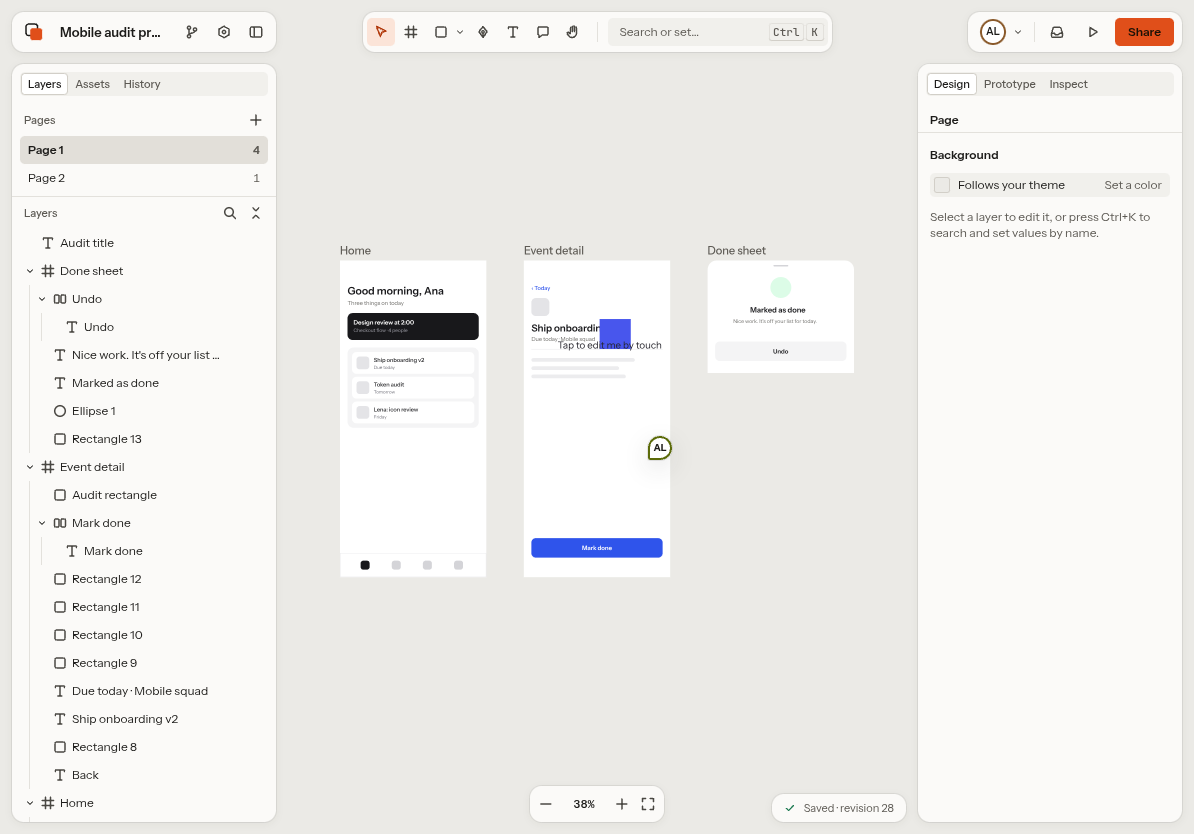 Mobile audit pr...
Search or set...
Ctrl K
AL
Share
Layers
Assets
History
Pages
Page 1
4
Page 2
1
Layers
Audit title
Done sheet
Undo
Undo
Nice work. It's off your list ...
Marked as done
Ellipse 1
Rectangle 13
Event detail
Audit rectangle
Mark done
Mark done
Rectangle 12
Rectangle 11
Rectangle 10
Rectangle 9
Due today · Mobile squad
Ship onboarding v2
Rectangle 8
Back
Home
Home
Good morning, Ana
Three things on today
Design review at 2:00
Checkout flow · 4 people
Ship onboarding v2
Due today
Token audit
Tomorrow
Lena: icon review
Friday
Event detail
‹ Today
Ship onboardin
Due today · Mobile squad
Tap to edit me by touch
AL
Mark done
Done sheet
Marked as done
Nice work. It's off your list for today.
Undo
38%
Saved · revision 28
Design
Prototype
Inspect
Page
Background
Follows your theme
Set a color
Select a layer to edit it, or press Ctrl+K to
search and set values by name.